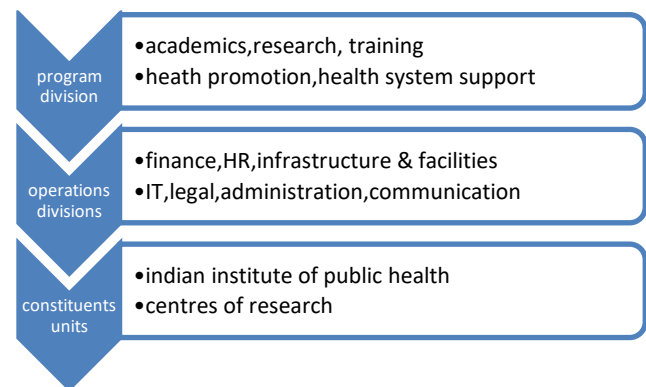 program
division
•academics,research, training
•heath promotion,health system support
operations
divisions
•finance,HR,infrastructure & facilities
•IT,legal,administration,communication
constituents
units
•indian institute of public health
•centres of research